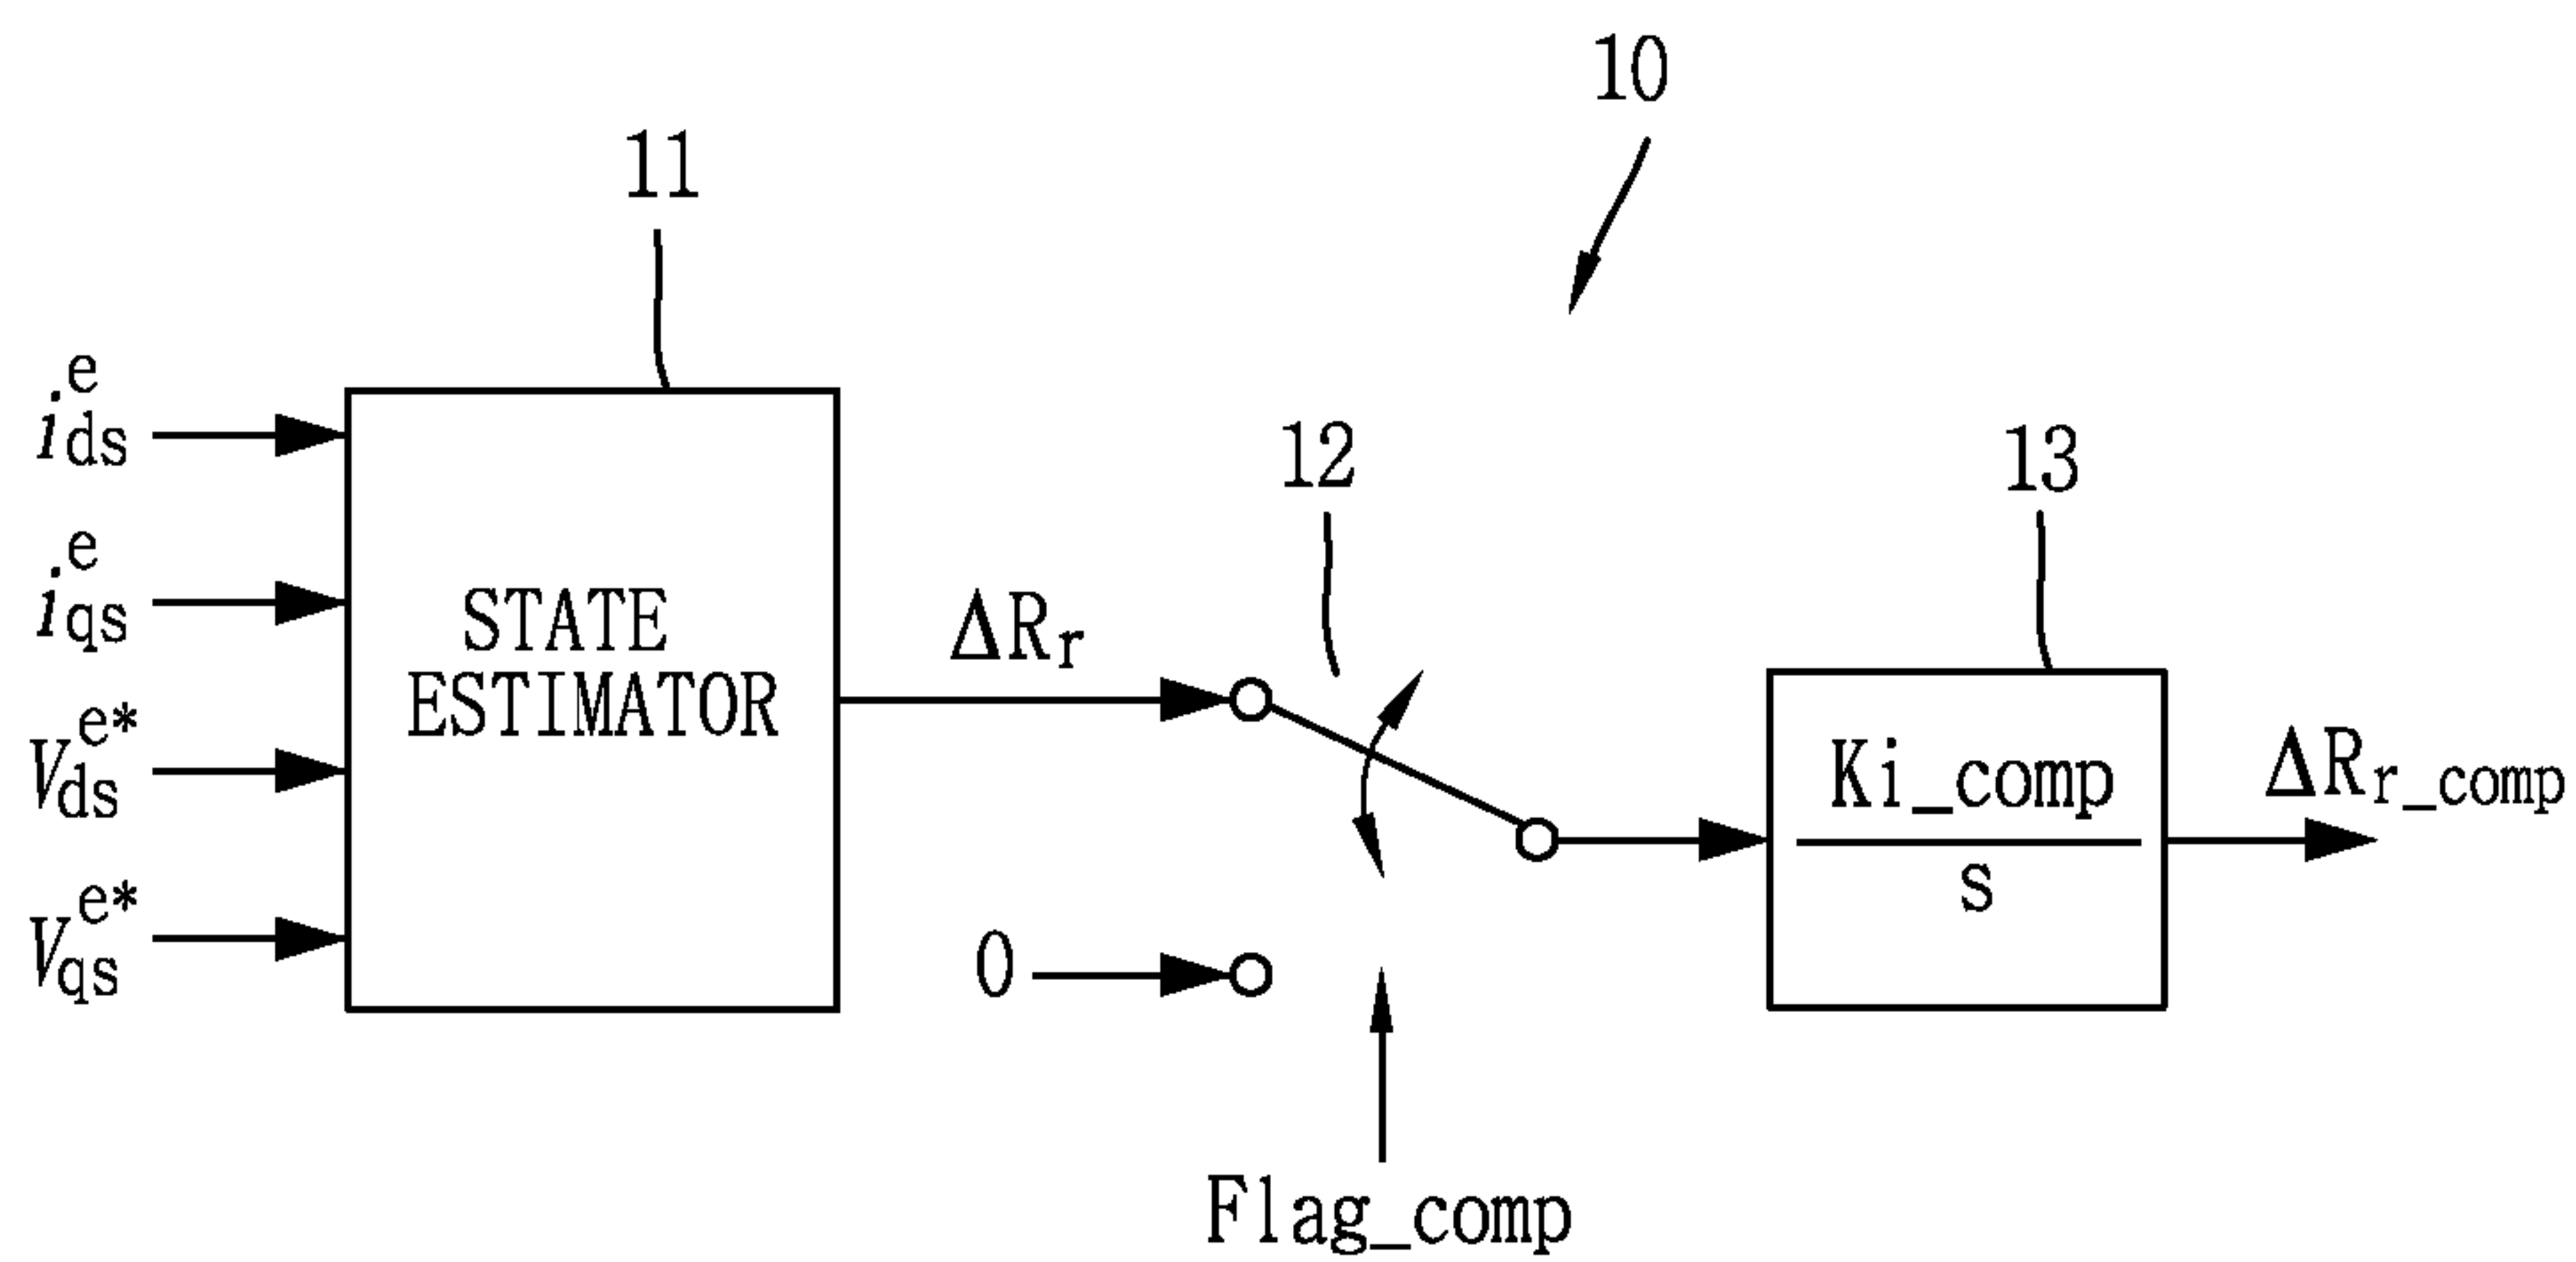 10
11
12
13
i^e_ds
i^e_qs
V^e*_ds
V^e*_qs
STATE
ESTIMATOR
ΔR_r
0
Flag_comp
Ki_comp
s
ΔR_r_comp